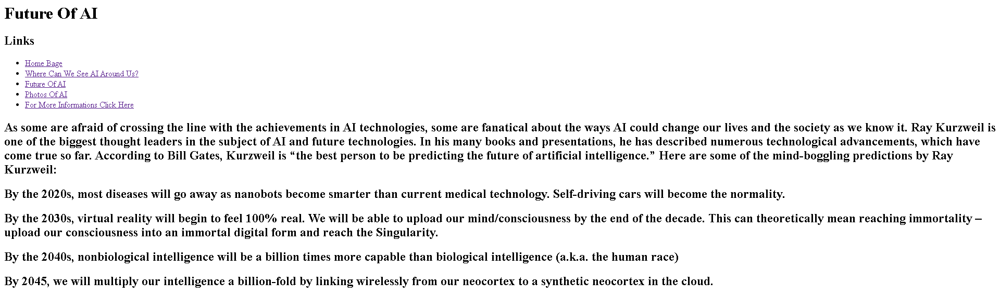 Future Of AI
Links
Home Bage
Where Can We See AI Around Us?
Future Of AI
Photos Of AI
For More Informations Click Here
As some are afraid of crossing the line with the achievements in AI technologies, some are fanatical about the ways AI could change our lives and the society as we know it. Ray Kurzweil is
one of the biggest thought leaders in the subject of AI and future technologies. In his many books and presentations, he has described numerous technological advancements, which have
come true so far. According to Bill Gates, Kurzweil is “the best person to be predicting the future of artificial intelligence.” Here are some of the mind-boggling predictions by Ray
Kurzweil:
By the 2020s, most diseases will go away as nanobots become smarter than current medical technology. Self-driving cars will become the normality.
By the 2030s, virtual reality will begin to feel 100% real. We will be able to upload our mind/consciousness by the end of the decade. This can theoretically mean reaching immortality –
upload our consciousness into an immortal digital form and reach the Singularity.
By the 2040s, nonbiological intelligence will be a billion times more capable than biological intelligence (a.k.a. the human race)
By 2045, we will multiply our intelligence a billion-fold by linking wirelessly from our neocortex to a synthetic neocortex in the cloud.